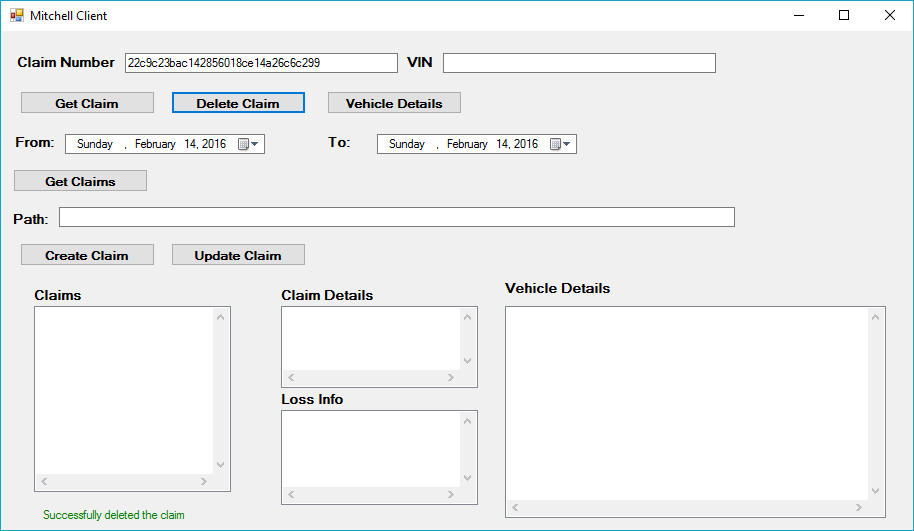 Mitchell Client
Claim Number 22c9c23bac142856018ce14a26c6c299 VIN
Get Claim Delete Claim Vehicle Details
From: Sunday , February 14, 2016 To: Sunday , February 14, 2016
Get Claims
Path:
Create Claim Update Claim
Claims Claim Details Vehicle Details
Loss Info
Successfully deleted the claim